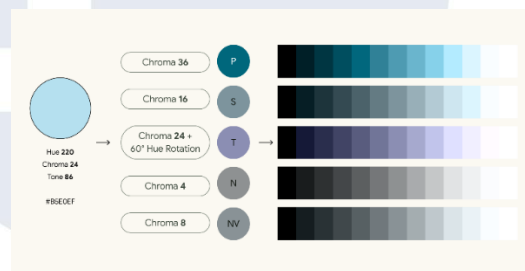 Hue 220
Chroma 24
Tone 86
#B5E0EF
Chroma 36
P
Chroma 16
S
Chroma 24 +
60° Hue Rotation
T
Chroma 4
N
Chroma 8
NV